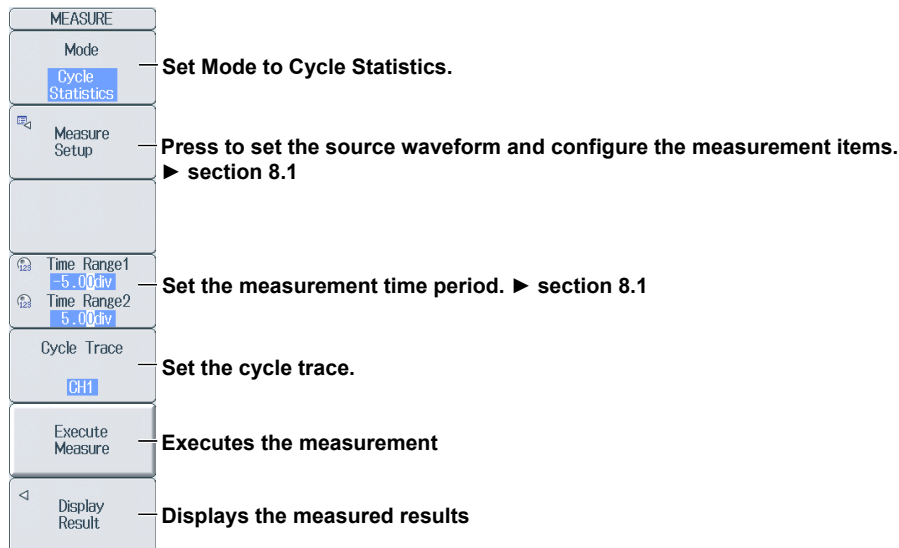 MEASURE
Mode
Cycle
Statistics
Set Mode to Cycle Statistics.
Measure
Setup
Press to set the source waveform and configure the measurement items.
► section 8.1
123 Time Range1
-5.00div
123 Time Range2
5.00div
Set the measurement time period. ► section 8.1
Cycle Trace
CH1
Set the cycle trace.
Execute
Measure
Executes the measurement
Display
Result
Displays the measured results